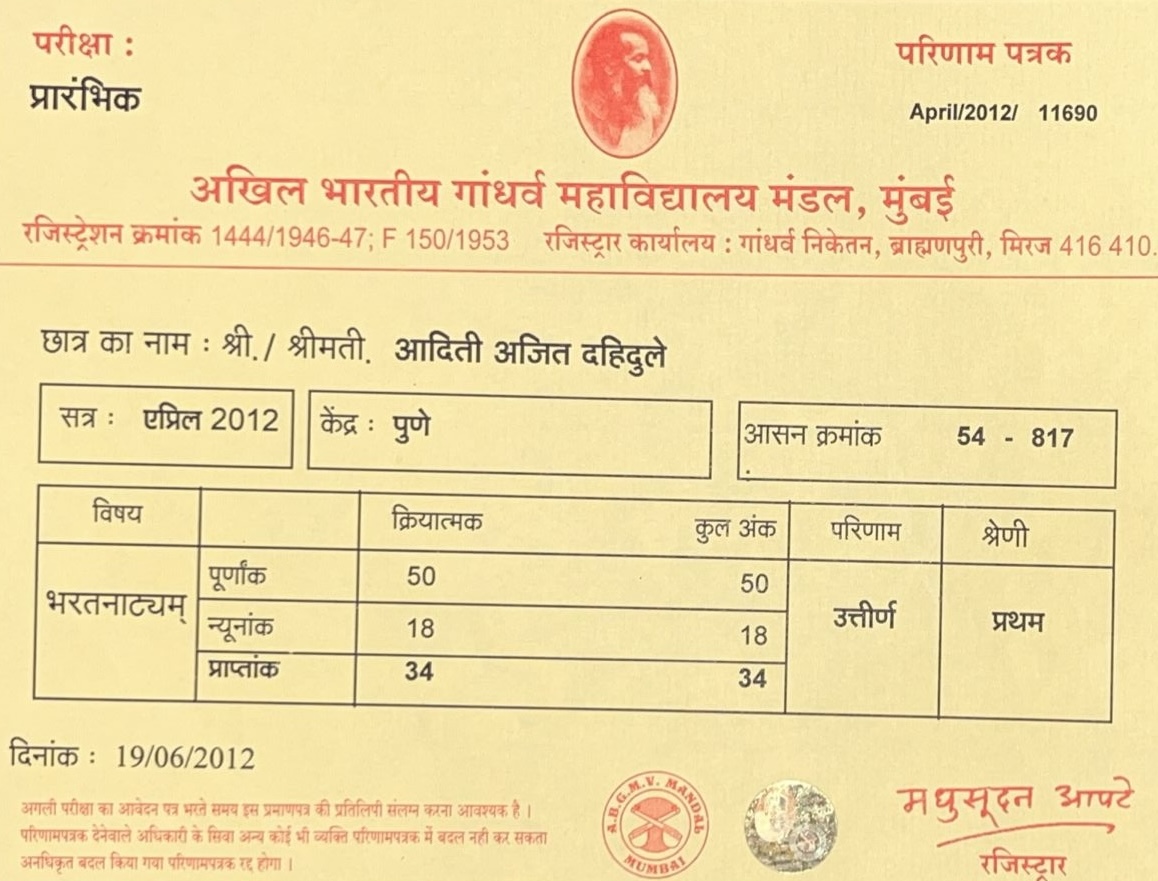 परीक्षा :
प्रारंभिक
परिणाम पत्रक
April/2012/ 11690
अखिल भारतीय गांधर्व महाविद्यालय मंडल, मुंबई
रजिस्ट्रेशन क्रमांक 1444/1946-47; F 150/1953 रजिस्ट्रार कार्यालय : गांधर्व निकेतन, ब्राह्मणपुरी, मिरज 416 410.
छात्र का नाम : श्री. / श्रीमती. आदिती अजित दहिदुले
सत्र : एप्रिल 2012 केंद्र : पुणे आसन क्रमांक 54 - 817
विषय क्रियात्मक कुल अंक परिणाम श्रेणी
पूर्णांक 50 50
भरतनाट्यम् उत्तीर्ण प्रथम
न्यूनांक 18 18
प्राप्तांक 34 34
दिनांक : 19/06/2012
अगली परीक्षा का आवेदन पत्र भरते समय इस प्रमाणपत्र की प्रतिलिपी संलग्न करना आवश्यक है ।
परिणामपत्रक देनेवाले अधिकारी के सिवा अन्य कोई भी व्यक्ति परिणामपत्रक में बदल नही कर सकता
अनधिकृत बदल किया गया परिणामपत्रक रद्द होगा ।
A.B.G.M.V. MANDAL
MUMBAI
मधुसूदन आपटे
रजिस्ट्रार